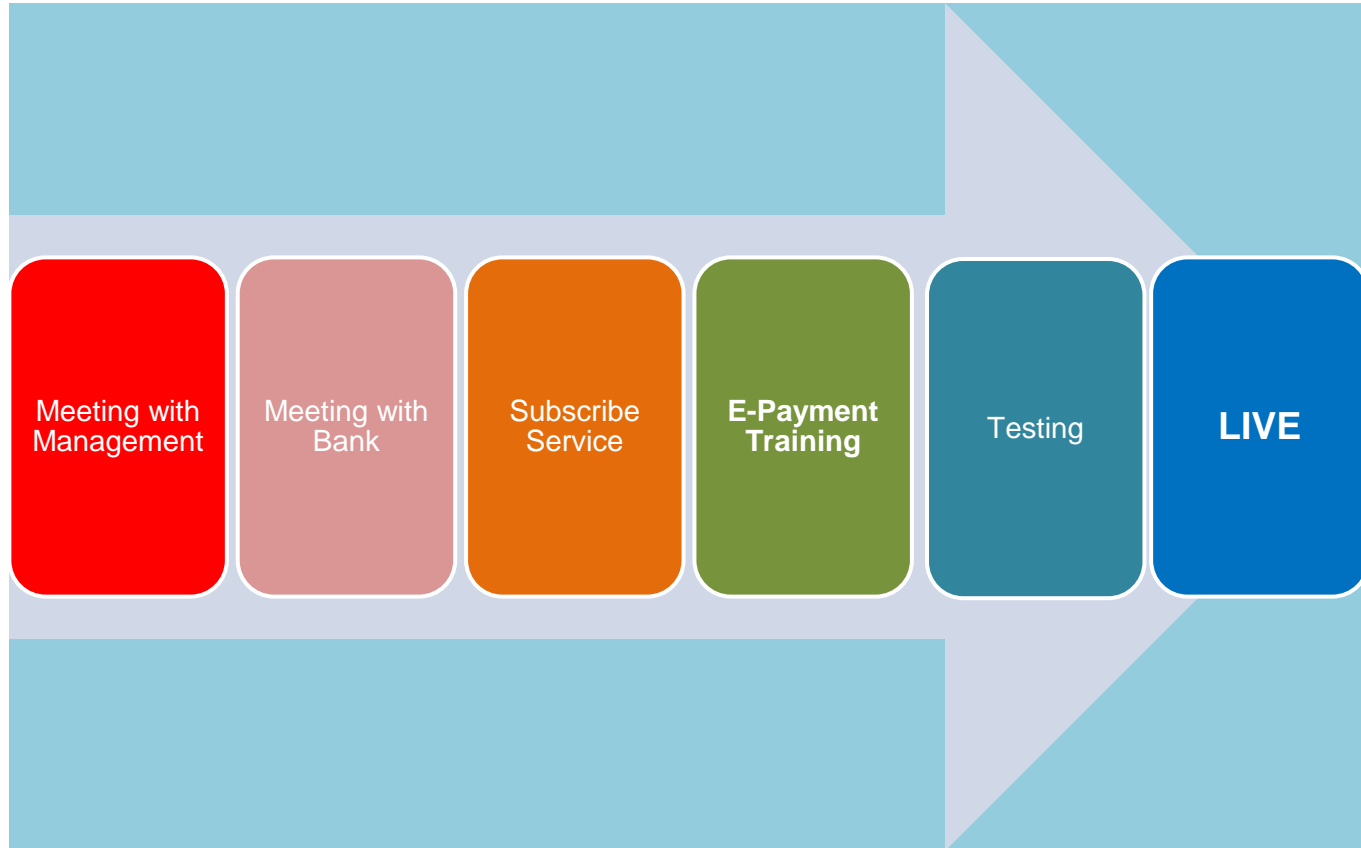 Meeting with
Management
Meeting with
Bank
Subscribe
Service
E-Payment
Training
Testing
LIVE